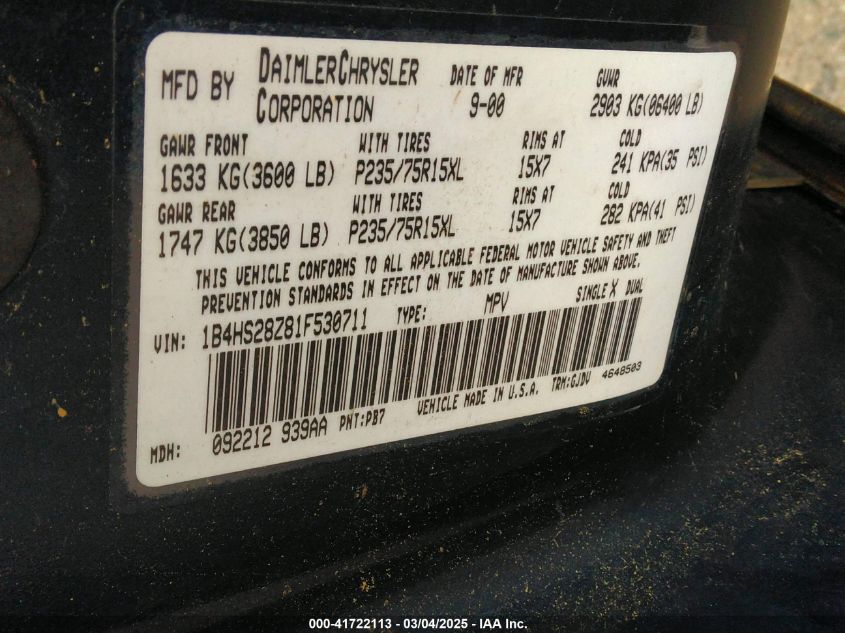 MFD BY DAIMLERCHRYSLER CORPORATION DATE OF MFR 9-00 GVWR 2903 KG(06400 LB)
GAWR FRONT WITH TIRES RIMS AT COLD
1633 KG(3600 LB) P235/75R15XL 15X7 241 KPA(35 PSI)
GAWR REAR WITH TIRES RIMS AT COLD
1747 KG(3850 LB) P235/75R15XL 15X7 282 KPA(41 PSI)
THIS VEHICLE CONFORMS TO ALL APPLICABLE FEDERAL MOTOR VEHICLE SAFETY AND THEFT
PREVENTION STANDARDS IN EFFECT ON THE DATE OF MANUFACTURE SHOWN ABOVE.
VIN: 1B4HS28Z81F530711 TYPE: MPV SINGLE X DUAL
MDH: 092212 939AA PNT:PB7 VEHICLE MADE IN U.S.A. TRM:GJDV 4648503
000-41722113 - 03/04/2025 - IAA Inc.